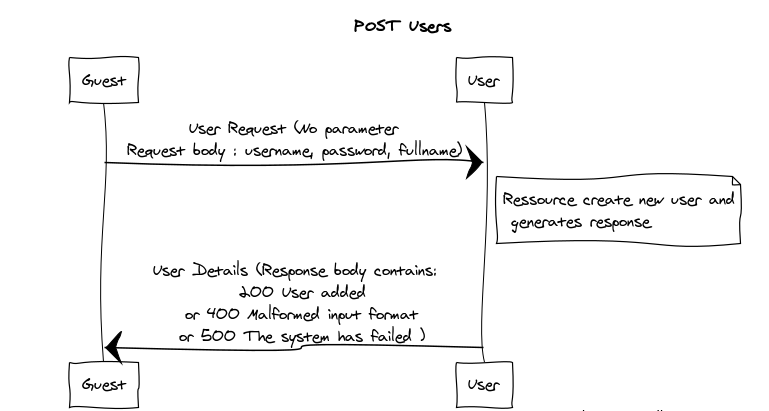 POST Users
Guest
User
User Request (No parameter
Request body : username, password, fullname)
Ressource create new user and
generates response
User Details (Response body contains:
200 User added
or 400 Malformed input format
or 500 The system has failed )
Guest
User